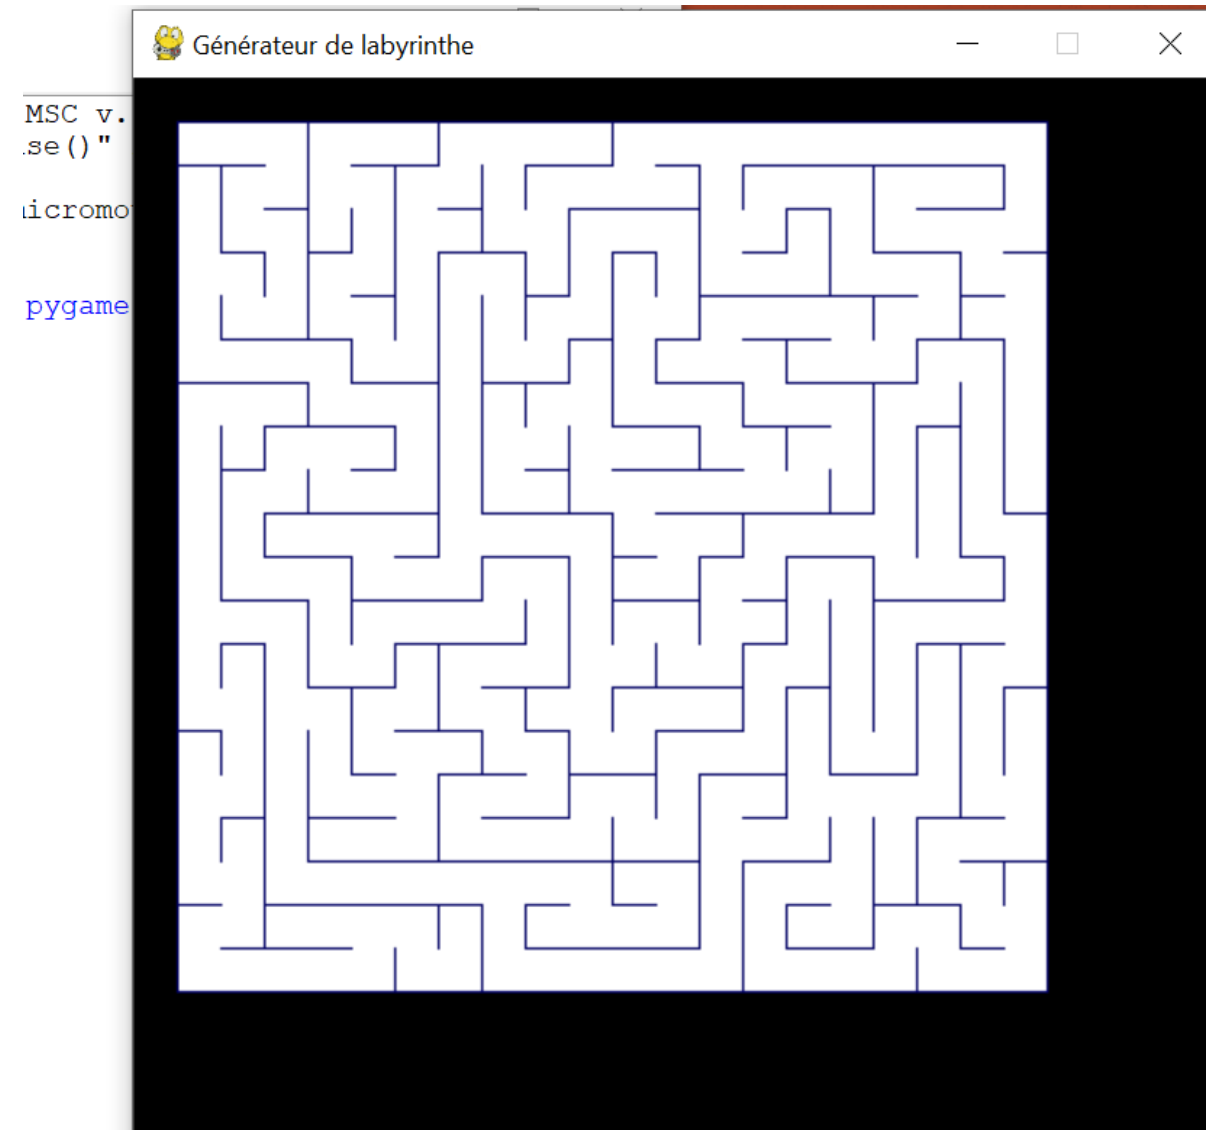 Générateur de labyrinthe
MSC v.
se()"
icromo
pygame